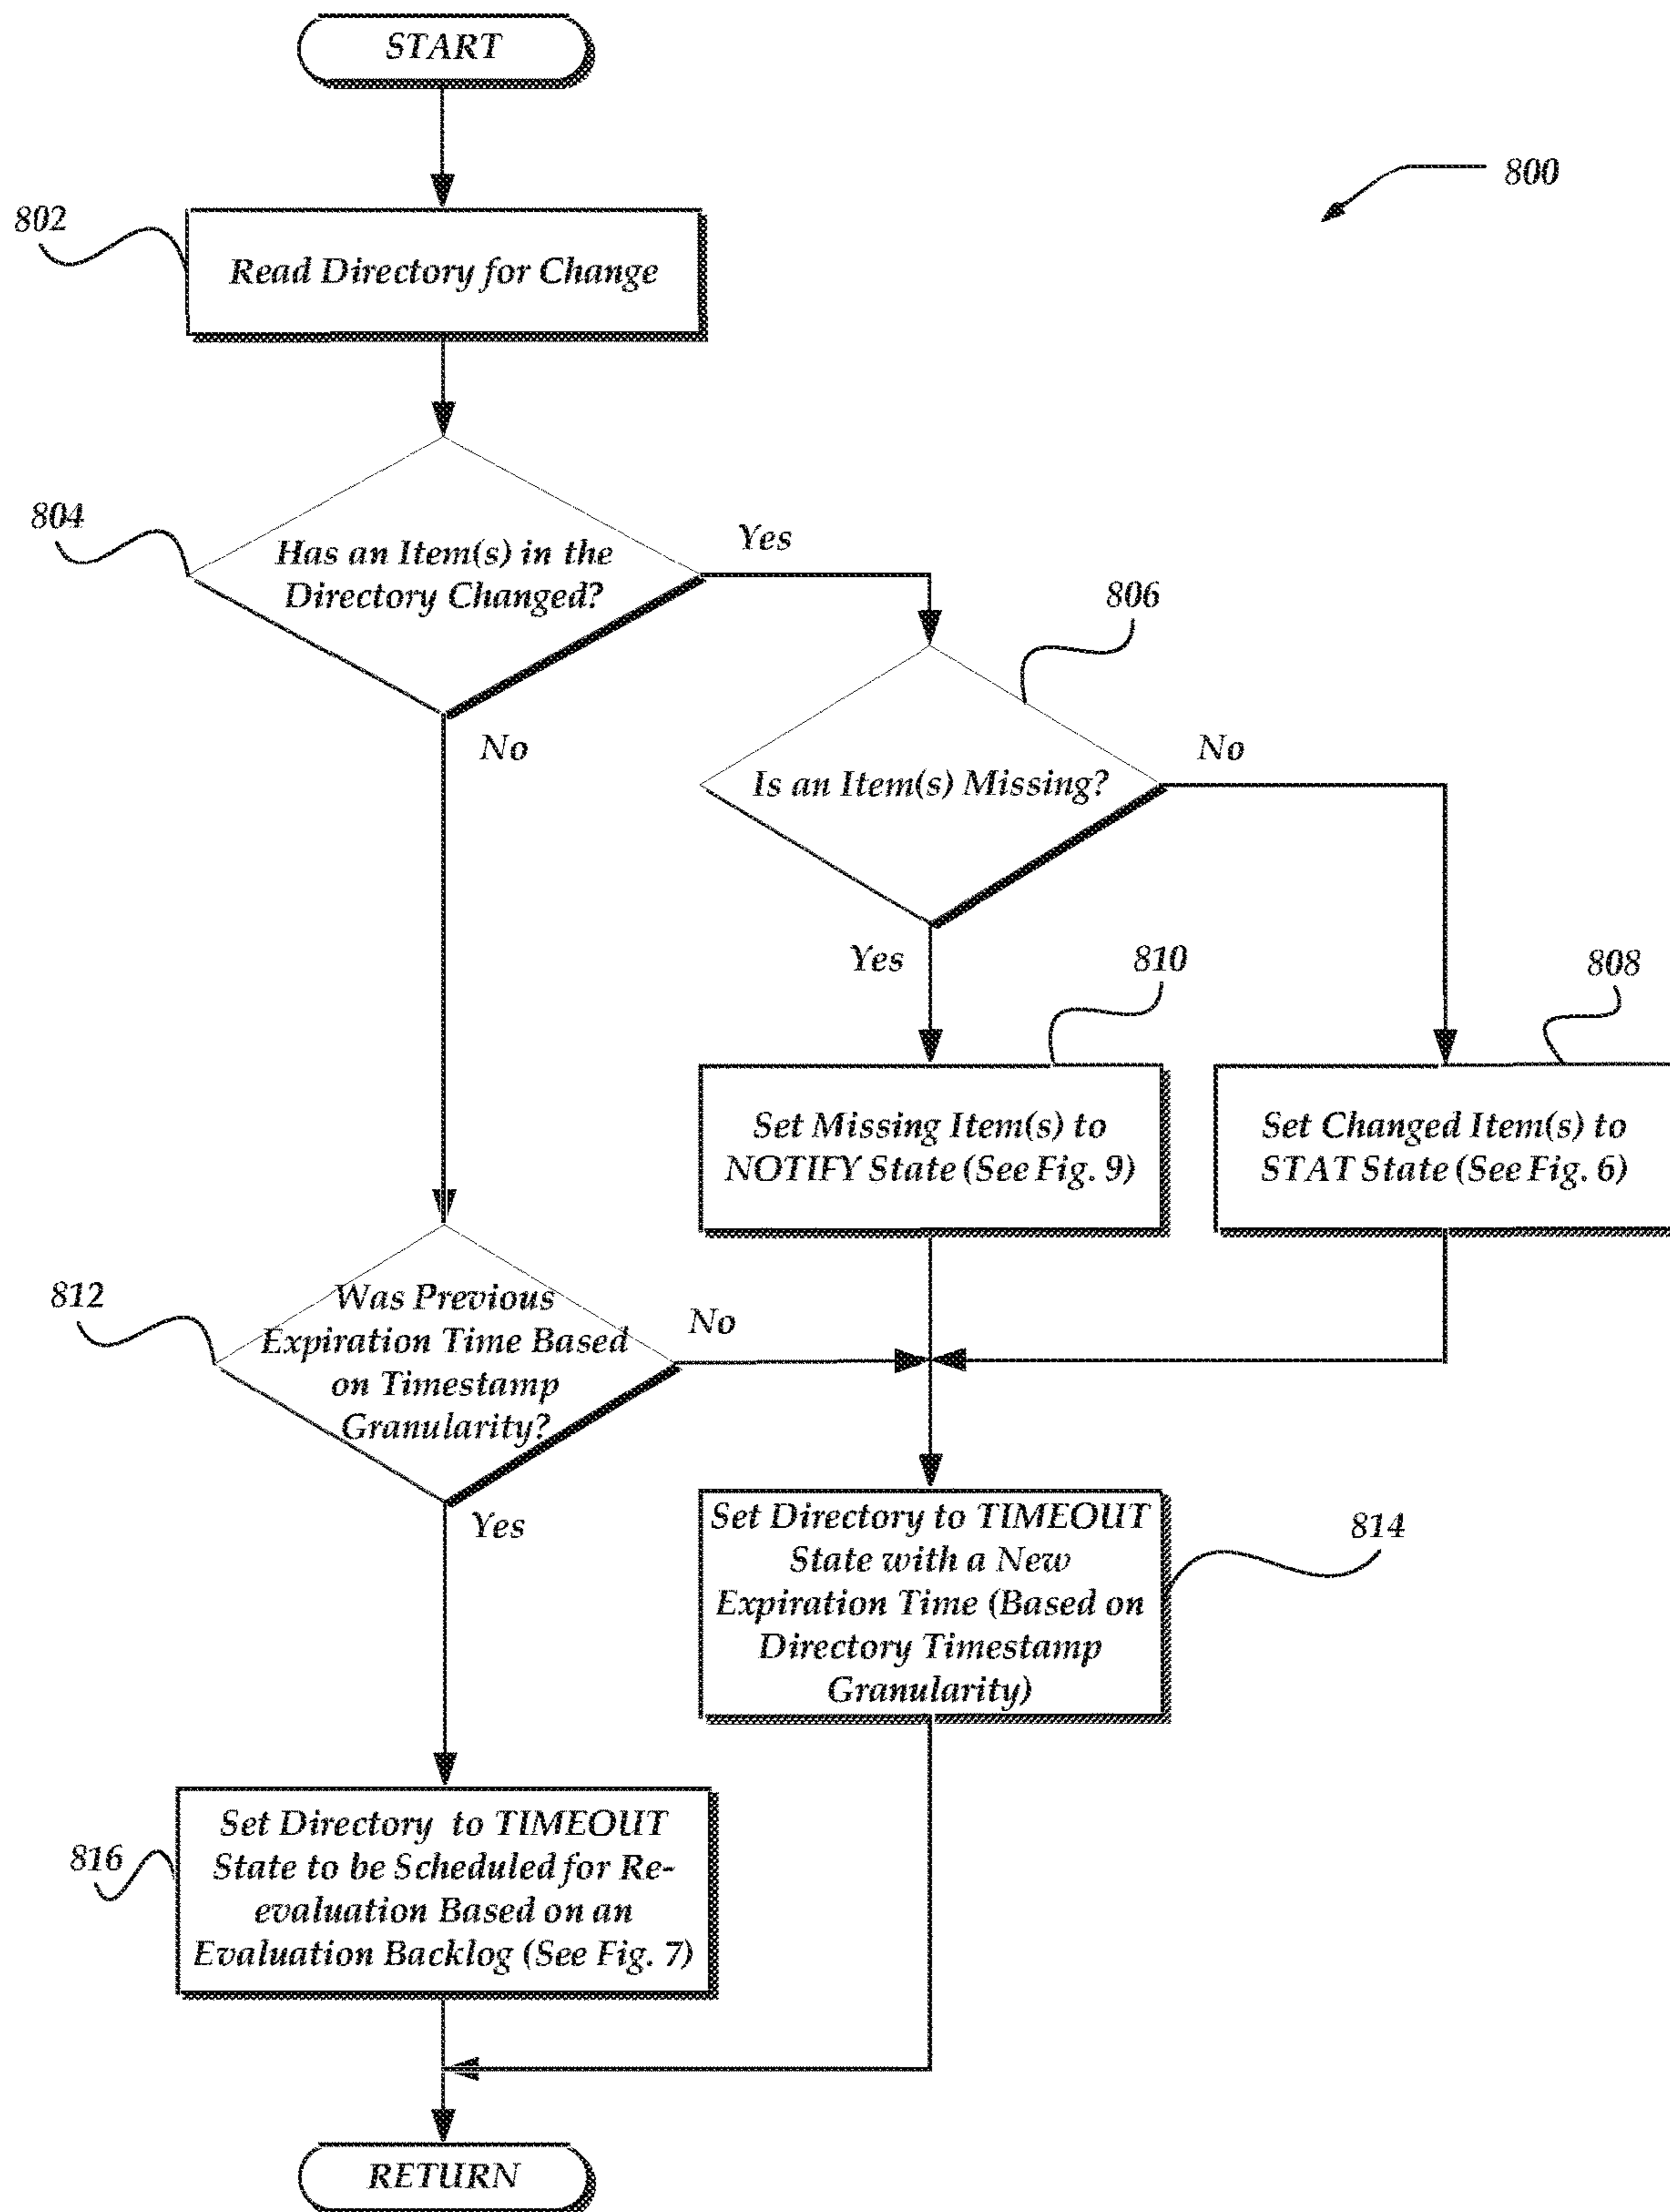 START
800
802
Read Directory for Change
804
Has an Item(s) in the
Directory Changed?
Yes
No
806
Is an Item(s) Missing?
No
Yes
810
808
Set Missing Item(s) to
NOTIFY State (See Fig. 9)
Set Changed Item(s) to
STAT State (See Fig. 6)
812
Was Previous
Expiration Time Based
on Timestamp
Granularity?
No
Yes
Set Directory to TIMEOUT
State with a New
Expiration Time (Based on
Directory Timestamp
Granularity)
814
816
Set Directory to TIMEOUT
State to be Scheduled for Re-
evaluation Based on an
Evaluation Backlog (See Fig. 7)
RETURN